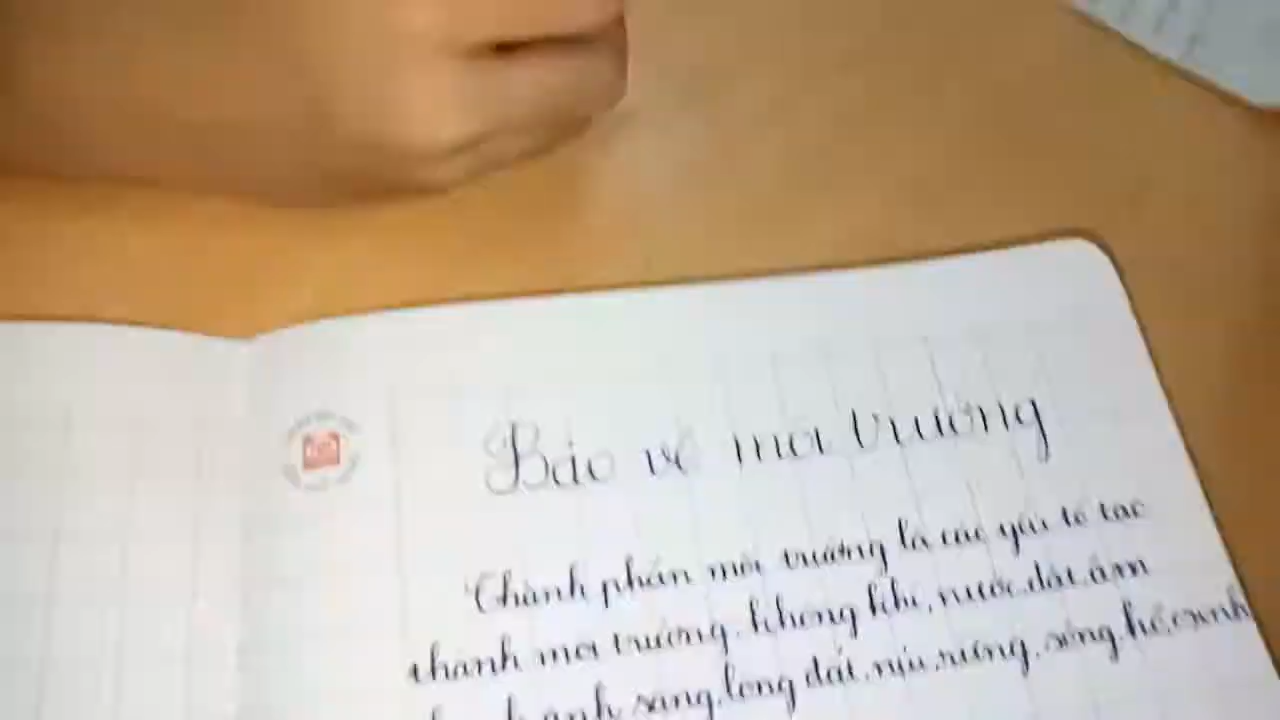 Bảo vệ môi trường
Thành phần môi trường là các yếu tố tạo
thành môi trường: không khí, nước, đất, âm
ánh sáng, lòng đất, núi, rừng, sông, hồ, sinh